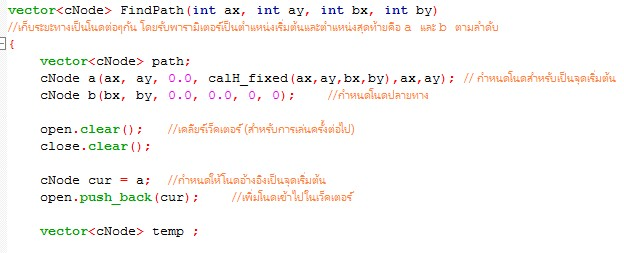 vector<cNode> FindPath(int ax, int ay, int bx, int by)
//เก็บระยะทางเป็นโนดต่อๆกัน โดยรับพารามิเตอร์เป็นตำแหน่งเริ่มต้นและตำแหน่งสุดท้ายคือ a และ b ตามลำดับ
{
vector<cNode> path;
cNode a(ax, ay, 0.0, calH_fixed(ax,ay,bx,by),ax,ay); // กำหนดโนดสำหรับเป็นจุดเริ่มต้น
cNode b(bx, by, 0.0, 0.0, 0, 0); //กำหนดโนดปลายทาง
open.clear(); //เคลียร์เว็คเตอร์ (สำหรับการเล่นครั้งต่อไป)
close.clear();
cNode cur = a; //กำหนดให้โนดอ้างอิงเป็นจุดเริ่มต้น
open.push_back(cur); //เพิ่มโนดเข้าไปในเว็คเตอร์
vector<cNode> temp ;